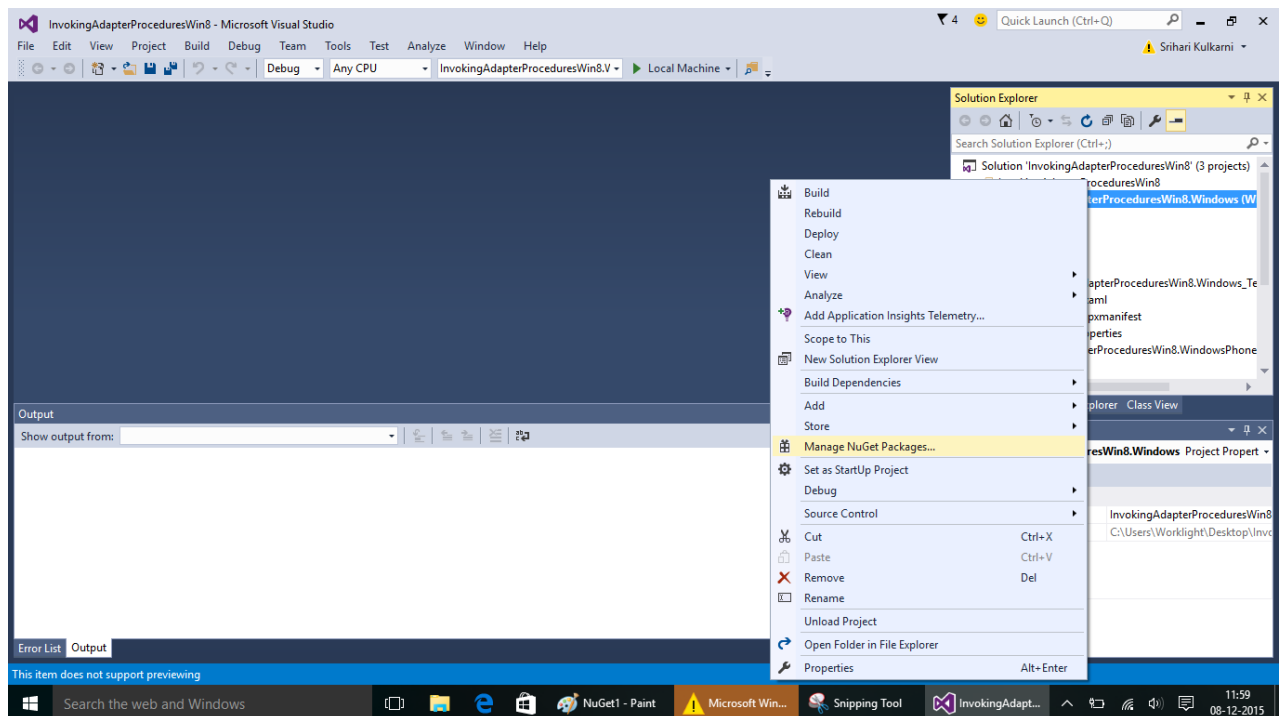 InvokingAdapterProceduresWin8 - Microsoft Visual Studio
4
Quick Launch (Ctrl+Q)
File Edit View Project Build Debug Team Tools Test Analyze Window Help
Srihari Kulkarni
Debug Any CPU InvokingAdapterProceduresWin8.V Local Machine
Solution Explorer
Search Solution Explorer (Ctrl+;)
Solution 'InvokingAdapterProceduresWin8' (3 projects)
roceduresWin8
terProceduresWin8.Windows (W
apterProceduresWin8.Windows_Te
aml
pxmanifest
perties
erProceduresWin8.WindowsPhone
plorer Class View
Build
Rebuild
Deploy
Clean
View
Analyze
Add Application Insights Telemetry...
Scope to This
New Solution Explorer View
Build Dependencies
Add
Store
Manage NuGet Packages...
Set as StartUp Project
Debug
Source Control
Cut Ctrl+X
Paste Ctrl+V
Remove Del
Rename
Unload Project
Open Folder in File Explorer
Properties Alt+Enter
resWin8.Windows Project Propert
InvokingAdapterProceduresWin8
C:\Users\Worklight\Desktop\Invo
Output
Show output from:
Error List Output
This item does not support previewing
Search the web and Windows
NuGet1 - Paint
Microsoft Win...
Snipping Tool
InvokingAdapt...
11:59
08-12-2015